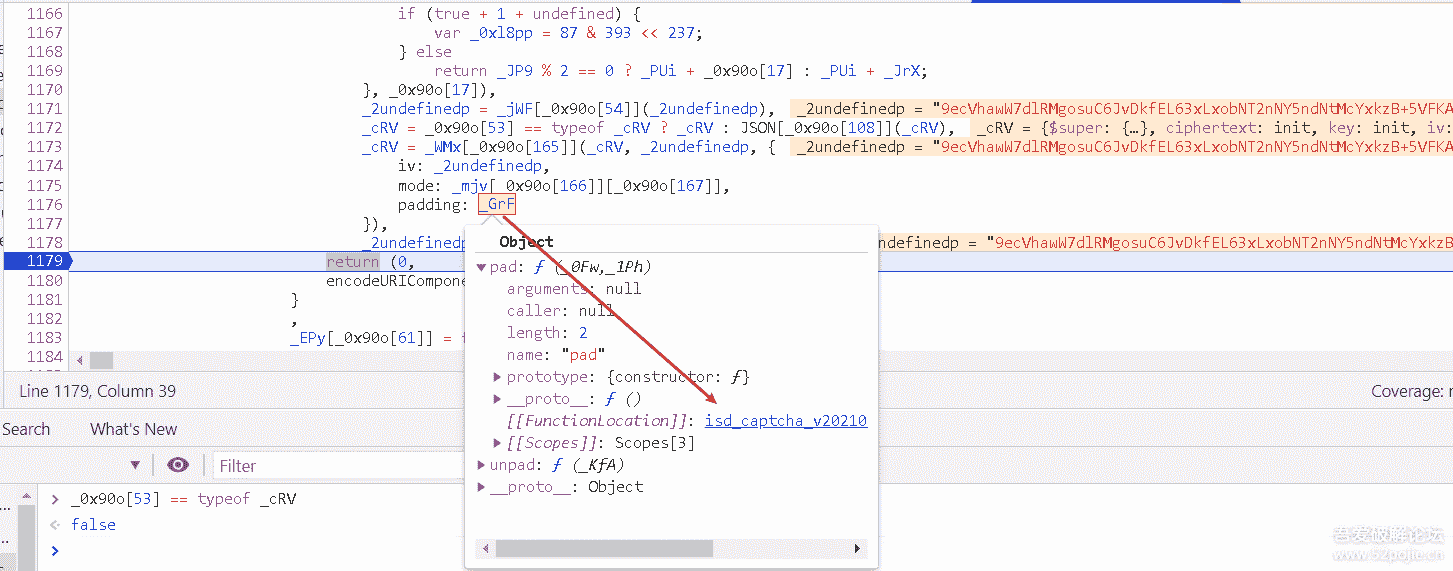 1166 if (true + 1 + undefined) {
1167 var _0xl8pp = 87 & 393 << 237;
1168 } else
1169 return _JP9 % 2 == 0 ? _PUi + _0x90o[17] : _PUi + _JrX;
1170 }, _0x90o[17]),
1171 _2undefinedp = _jWF[_0x90o[54]](_2undefinedp), _2undefinedp = "9ecVhawW7dlRMgosuC6JvDkfEL63xLxobNT2nNY5ndNtMcYxkzB+5VFKA
1172 _cRV = _0x90o[53] == typeof _cRV ? _cRV : JSON[_0x90o[108]](_cRV), _cRV = {$super: {…}, ciphertext: init, key: init, iv:
1173 _cRV = _WMx[_0x90o[165]](_cRV, _2undefinedp, { _2undefinedp = "9ecVhawW7dlRMgosuC6JvDkfEL63xLxobNT2nNY5ndNtMcYxkzB+5VFKA
1174 iv: _2undefinedp,
1175 mode: _mjv[_0x90o[166]][_0x90o[167]],
1176 padding: _GrF
1177 }),
1178 _2undefinedp ndefinedp = "9ecVhawW7dlRMgosuC6JvDkfEL63xLxobNT2nNY5ndNtMcYxkzB
1179 return (0,
1180 encodeURICompone
1181 }
1182 ,
1183 _EPy[_0x90o[61]] = f
1184
Object
pad: ƒ (_0Fw,_1Ph)
arguments: null
caller: null
length: 2
name: "pad"
prototype: {constructor: ƒ}
__proto__: ƒ ()
[[FunctionLocation]]: isd_captcha_v20210
[[Scopes]]: Scopes[3]
unpad: ƒ (_KfA)
__proto__: Object
Line 1179, Column 39
Coverage: n
Search What's New
Filter
> _0x90o[53] == typeof _cRV
false
吾爱破解论坛
www.52pojie.cn